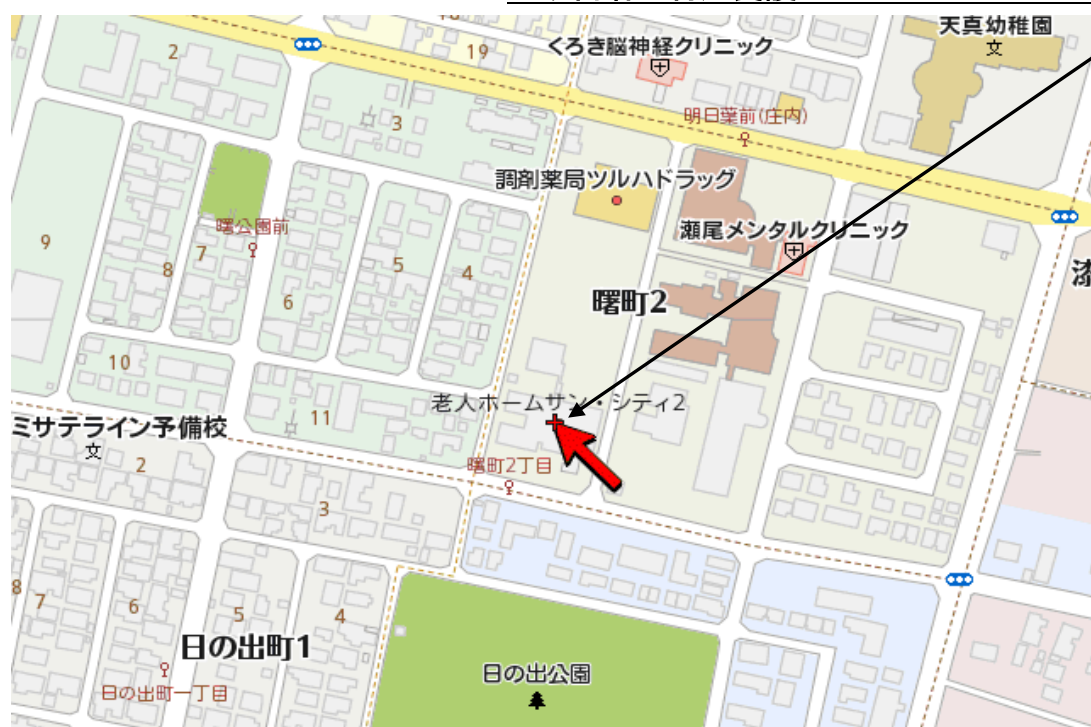 天真幼稚園
文
くろき脳神経クリニック
2
19
明日葉前(庄内)
3
調剤薬局ツルハドラッグ
瀬尾メンタルクリニック
曙公園前
9
7
8
5
4
6
曙町2
漆
10
老人ホームサン・シティ2
11
ミサテライン予備校
文
2
曙町2丁目
3
8
7
6
5
4
日の出町1
日の出公園
日の出町一丁目